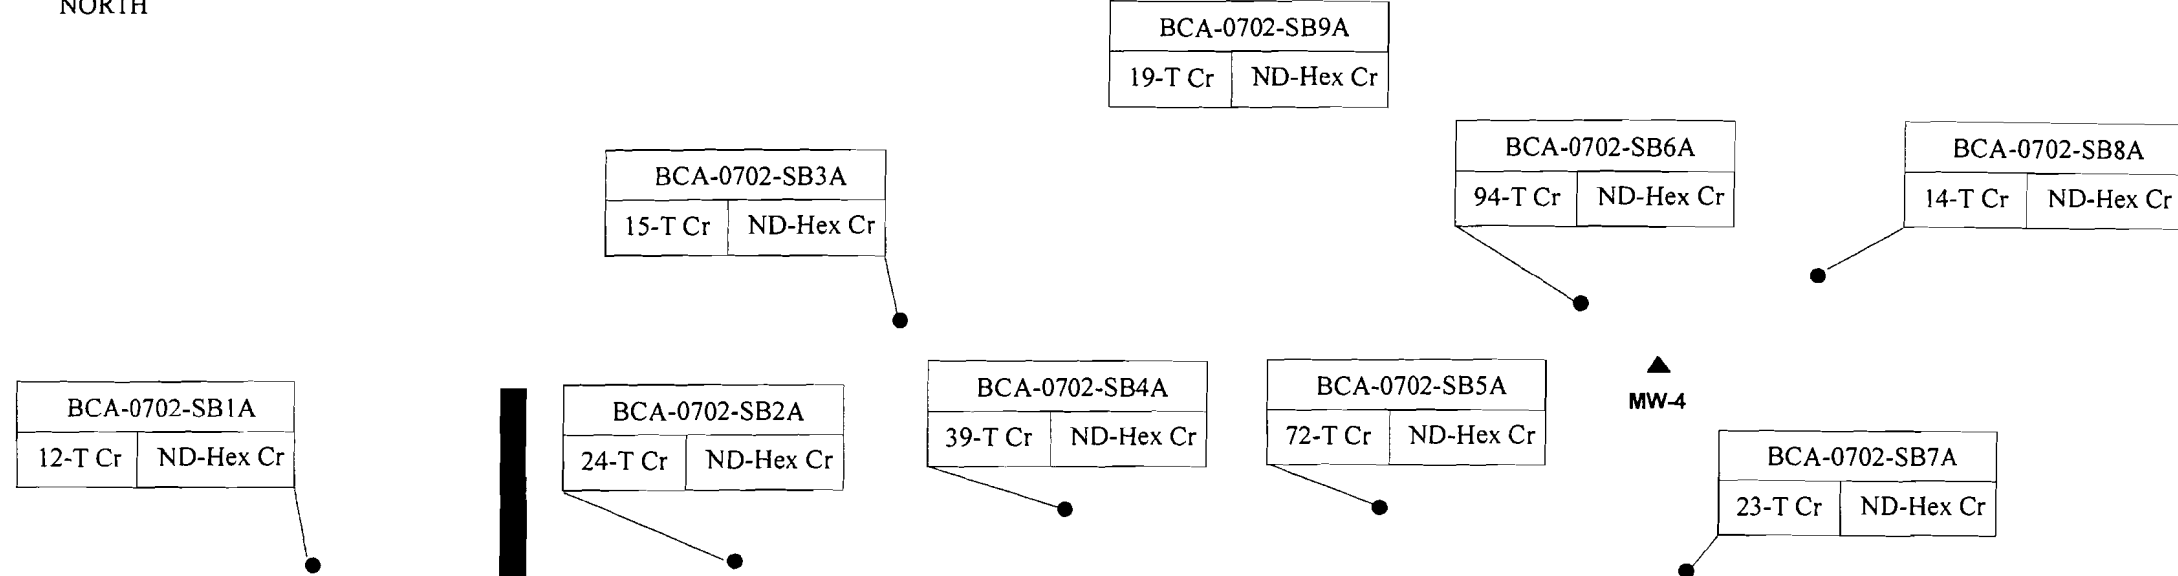 NORTH
BCA-0702-SB9A
19-T Cr ND-Hex Cr
BCA-0702-SB6A
94-T Cr ND-Hex Cr
BCA-0702-SB8A
14-T Cr ND-Hex Cr
BCA-0702-SB3A
15-T Cr ND-Hex Cr
BCA-0702-SB1A
12-T Cr ND-Hex Cr
BCA-0702-SB2A
24-T Cr ND-Hex Cr
BCA-0702-SB4A
39-T Cr ND-Hex Cr
BCA-0702-SB5A
72-T Cr ND-Hex Cr
MW-4
BCA-0702-SB7A
23-T Cr ND-Hex Cr